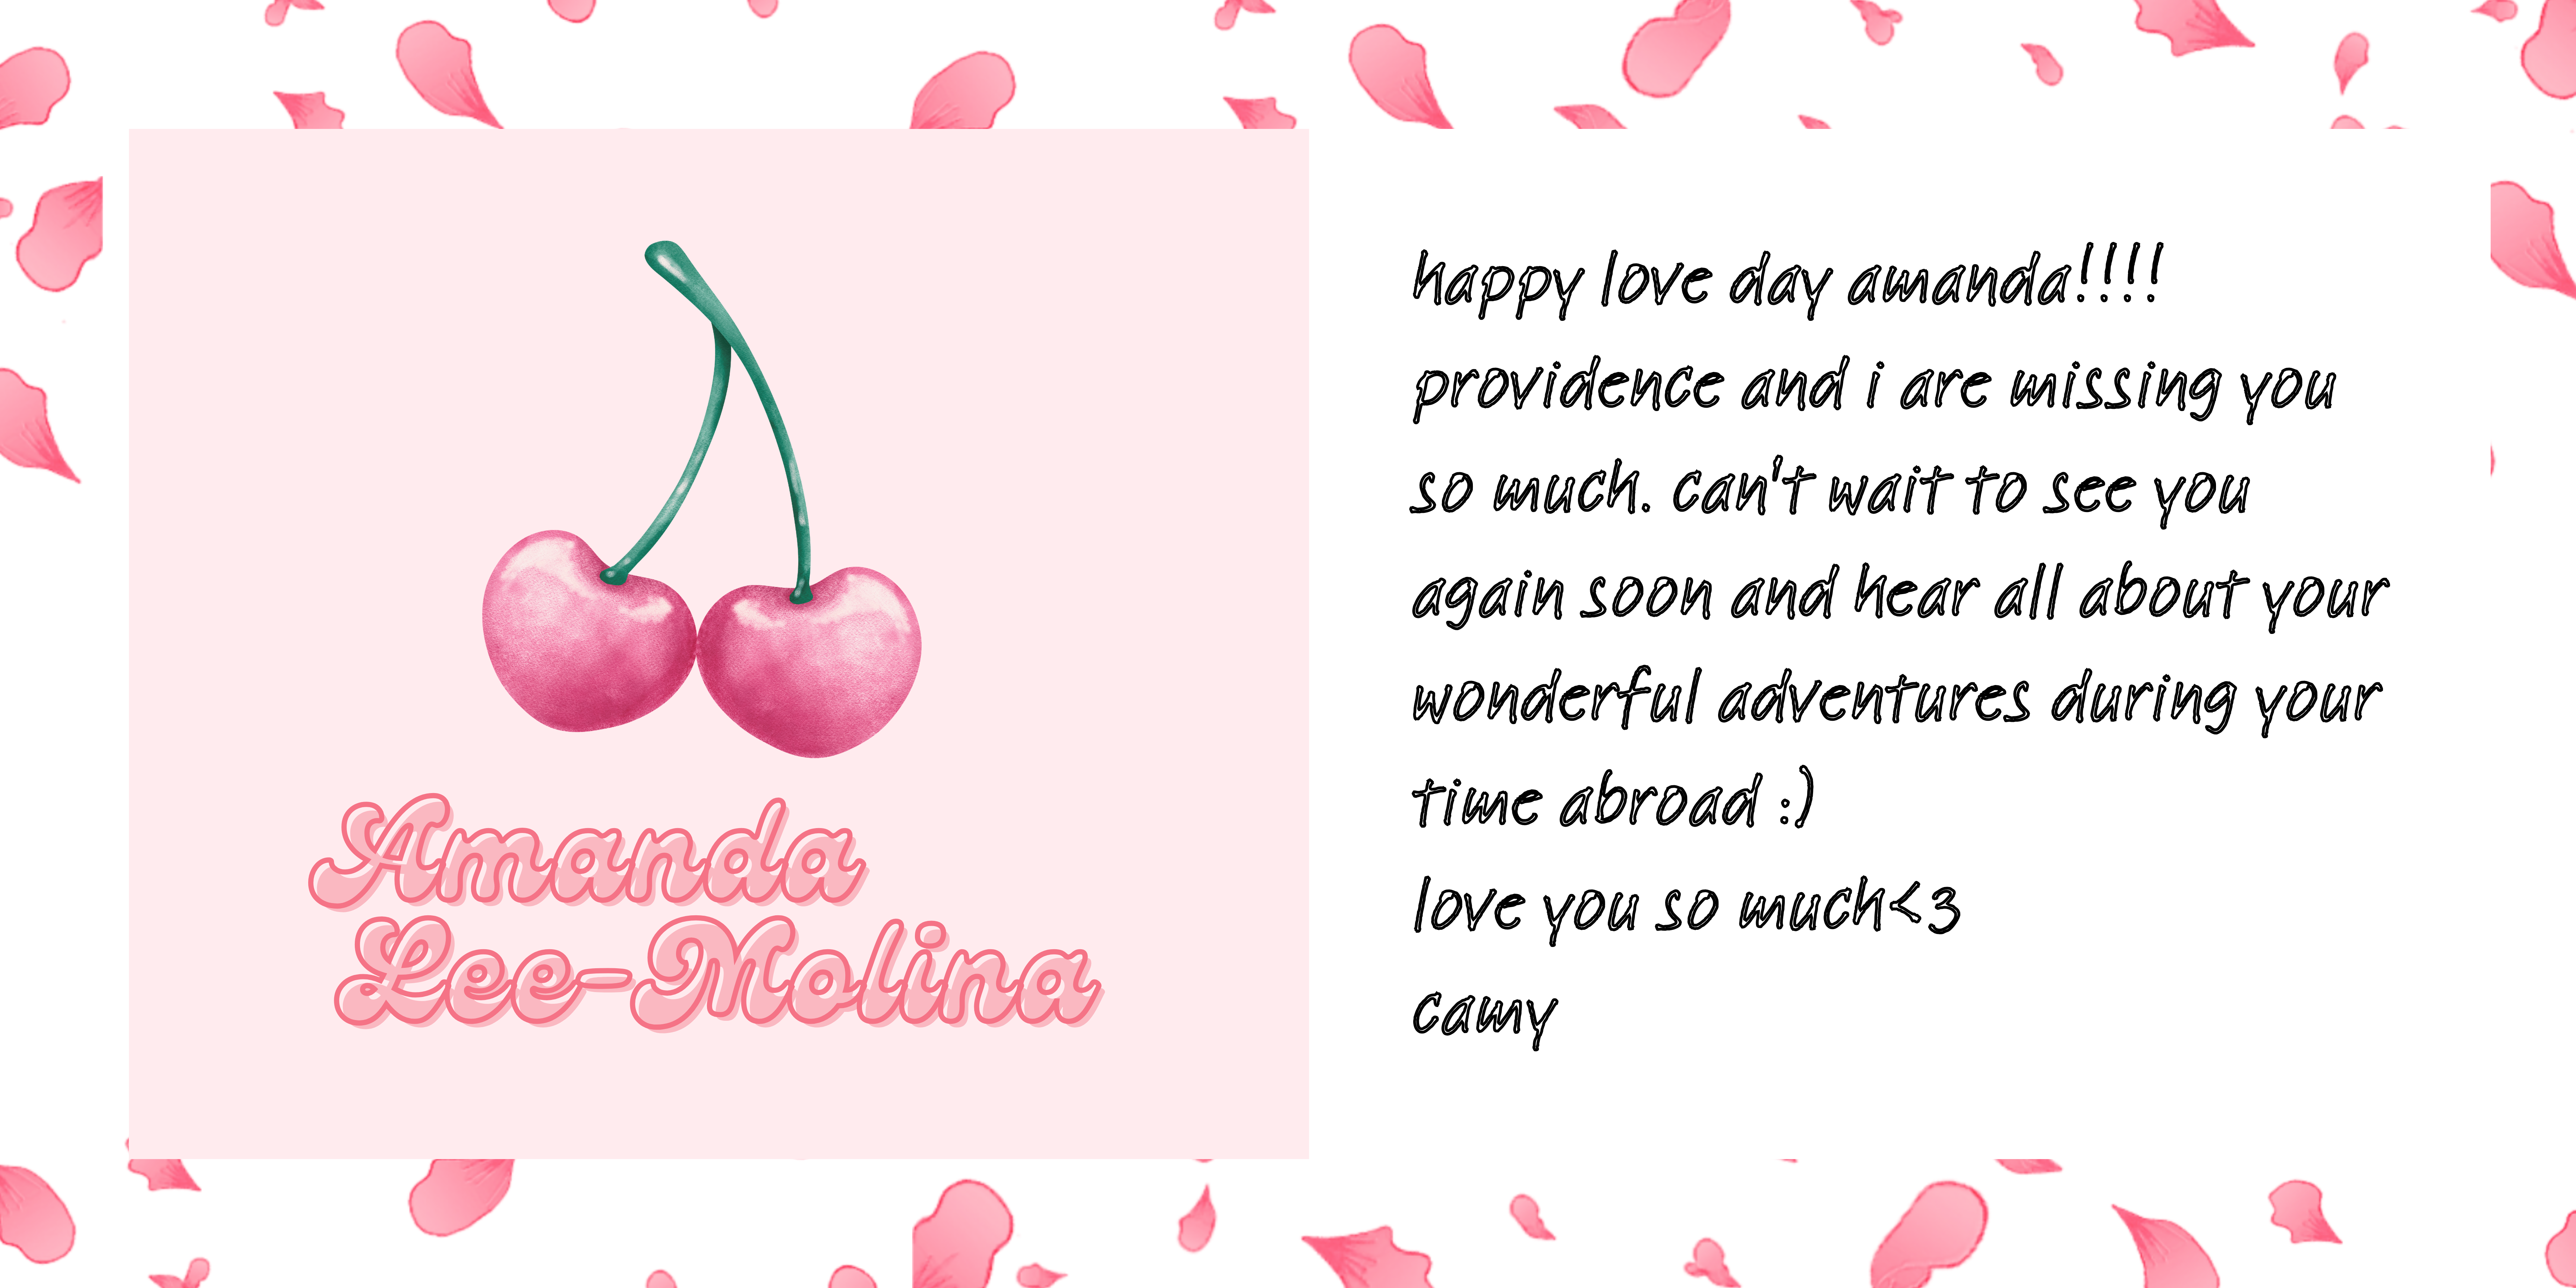 Amanda
Lee-Molina
happy love day amanda!!!!
providence and i are missing you
so much. can't wait to see you
again soon and hear all about your
wonderful adventures during your
time abroad :)
love you so much<3
camy